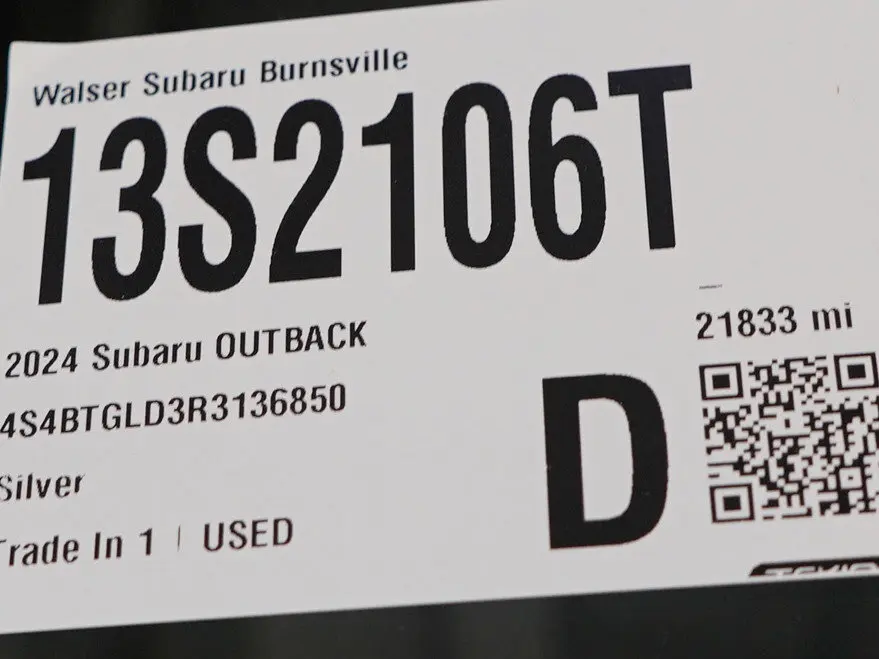 Walser Subaru Burnsville
13S2106T
2024 Subaru OUTBACK
21833 mi
4S4BTGLD3R3136850
D
Silver
Trade In 1 | USED